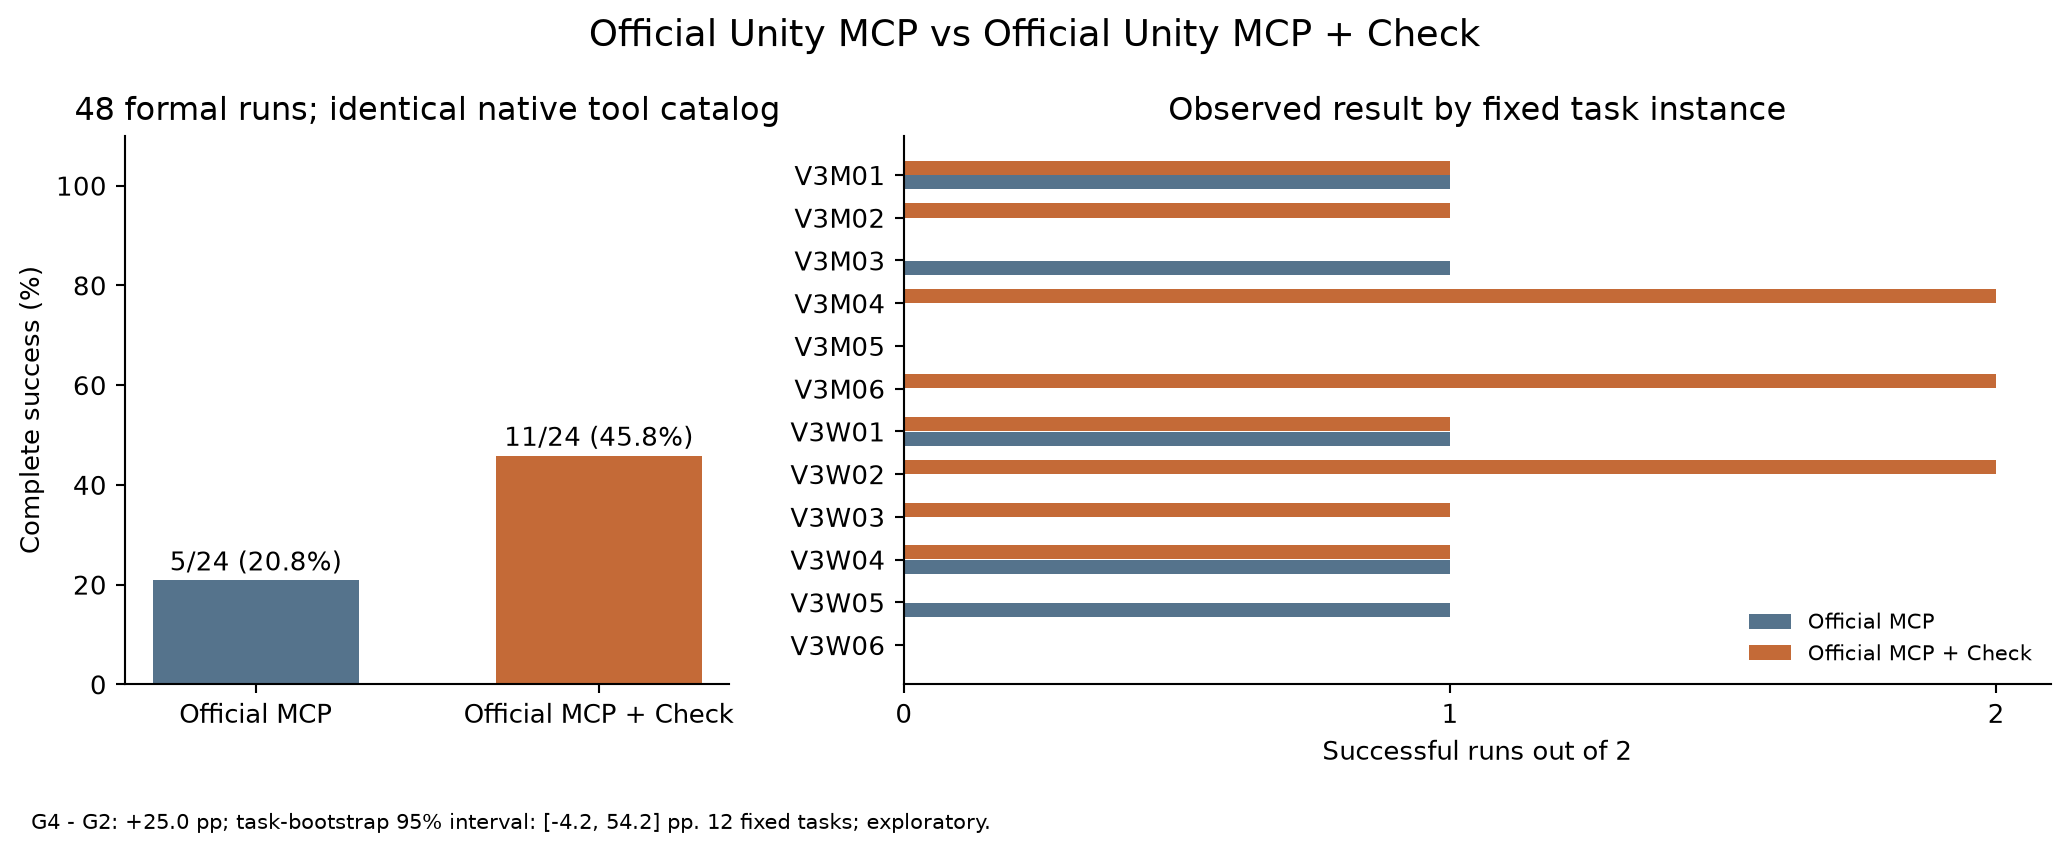 Official Unity MCP vs Official Unity MCP + Check
48 formal runs; identical native tool catalog
Complete success (%)
100
80
60
40
20
0
5/24 (20.8%)
11/24 (45.8%)
Official MCP
Official MCP + Check
Observed result by fixed task instance
V3M01
V3M02
V3M03
V3M04
V3M05
V3M06
V3W01
V3W02
V3W03
V3W04
V3W05
V3W06
Official MCP
Official MCP + Check
0
1
2
Successful runs out of 2
G4 - G2: +25.0 pp; task-bootstrap 95% interval: [-4.2, 54.2] pp. 12 fixed tasks; exploratory.